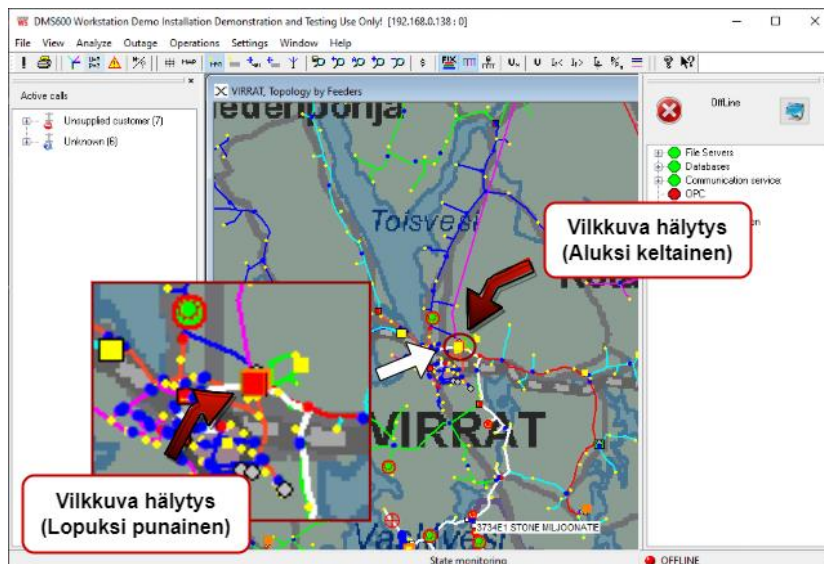 DMS600 Workstation Demo Installation Demonstration and Testing Use Only! [192.168.0.138 : 0]
File View Analyze Outage Operations Settings Window Help
Active calls
Unsupplied customer (7)
Unknown (6)
VIRRAT, Topology by Feeders
Toisvesi
VIRRAT
3734E1 STONE MILJOONATIE
OffLine
File Servers
Databases
Communication service:
OPC
Vilkkuva hälytys
(Aluksi keltainen)
Vilkkuva hälytys
(Lopuksi punainen)
State monitoring
OFFLINE